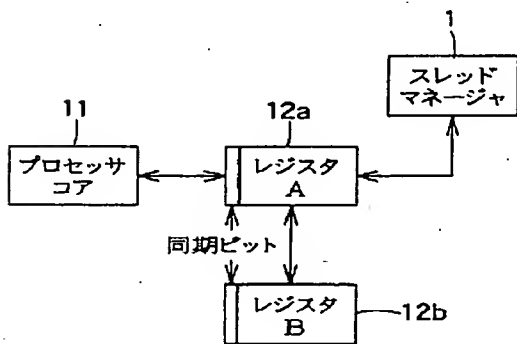 1
スレッド
マネージャ
11
12a
プロセッサ
コア
レジスタ
A
同期ビット
レジスタ
B
12b